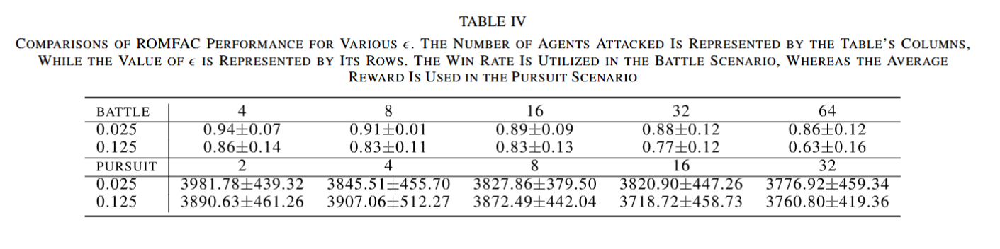 TABLE IV
COMPARISONS OF ROMFAC PERFORMANCE FOR VARIOUS ϵ. THE NUMBER OF AGENTS ATTACKED IS REPRESENTED BY THE TABLE'S COLUMNS,
WHILE THE VALUE OF ϵ IS REPRESENTED BY ITS ROWS. THE WIN RATE IS UTILIZED IN THE BATTLE SCENARIO, WHEREAS THE AVERAGE
REWARD IS USED IN THE PURSUIT SCENARIO
BATTLE 4 8 16 32 64
0.025 0.94±0.07 0.91±0.01 0.89±0.09 0.88±0.12 0.86±0.12
0.125 0.86±0.14 0.83±0.11 0.83±0.13 0.77±0.12 0.63±0.16
PURSUIT 2 4 8 16 32
0.025 3981.78±439.32 3845.51±455.70 3827.86±379.50 3820.90±447.26 3776.92±459.34
0.125 3890.63±461.26 3907.06±512.27 3872.49±442.04 3718.72±458.73 3760.80±419.36